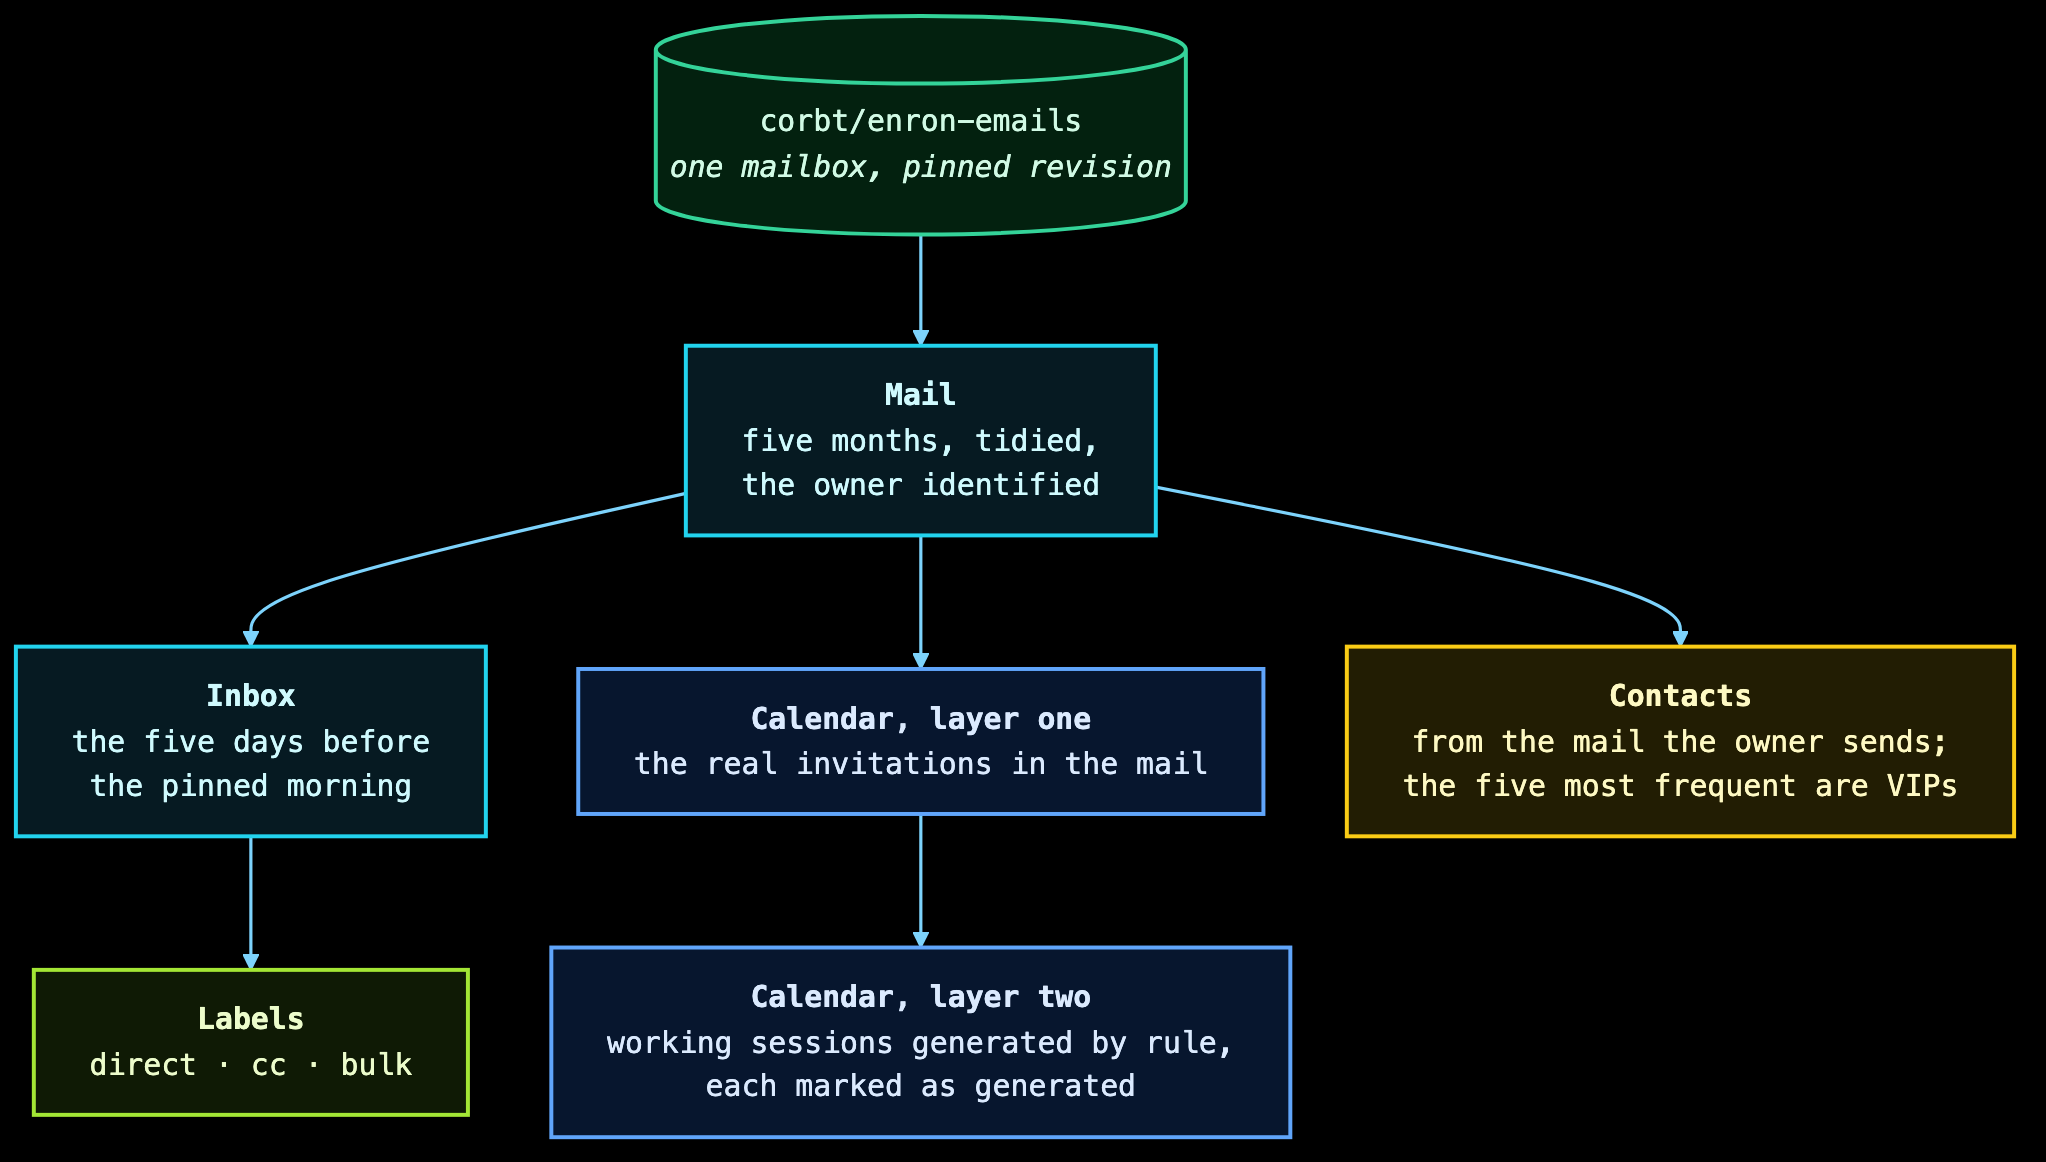 corbt/enron-emails
one mailbox, pinned revision
Mail
five months, tidied,
the owner identified
Inbox
the five days before
the pinned morning
Calendar, layer one
the real invitations in the mail
Contacts
from the mail the owner sends;
the five most frequent are VIPs
Labels
direct · cc · bulk
Calendar, layer two
working sessions generated by rule,
each marked as generated